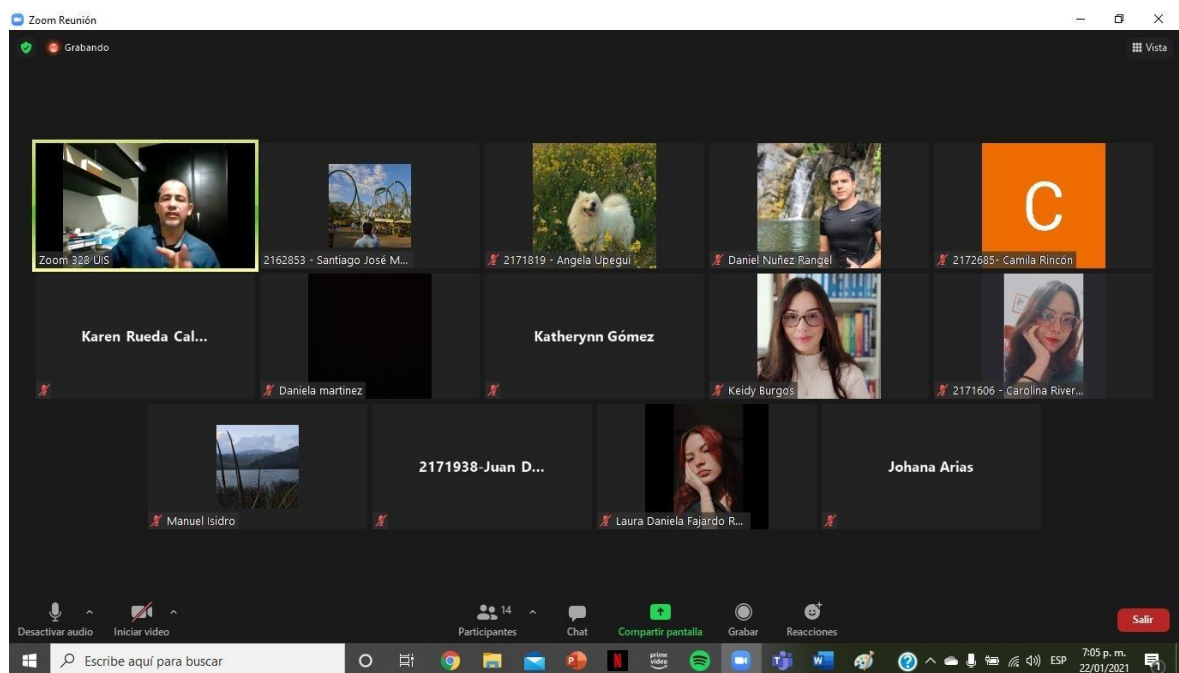 Zoom Reunión
Grabando
Vista
Zoom 328 UIS
2162853 - Santiago José M...
2171819 - Angela Upegui
Daniel Nuñez Rangel
C
2172685- Camila Rincón
Karen Rueda Cal...
Daniela martinez
Katherynn Gómez
Keidy Burgos
2171606 - Carolina River...
Manuel Isidro
2171938-Juan D...
Laura Daniela Fajardo R...
Johana Arias
Desactivar audio
Iniciar video
14
Participantes
Chat
Compartir pantalla
Grabar
Reacciones
Salir
Escribe aquí para buscar
prime video
ESP
7:05 p. m.
22/01/2021